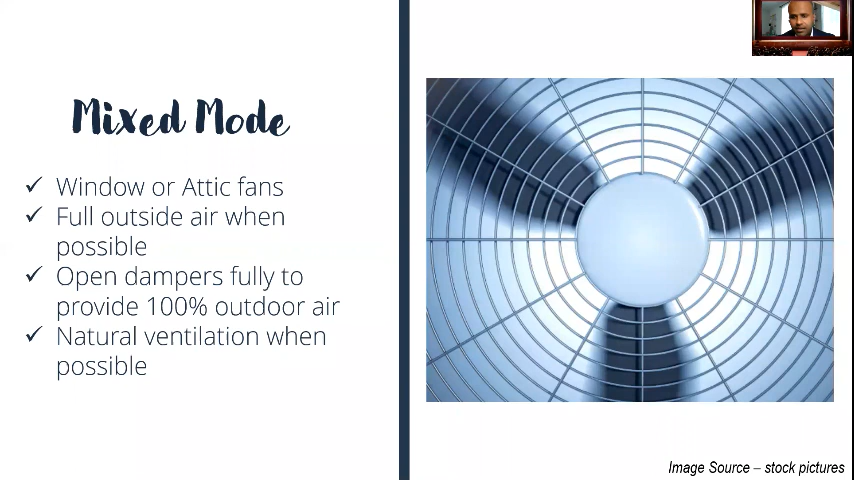 Mixed Mode
✓ Window or Attic fans
✓ Full outside air when
possible
✓ Open dampers fully to
provide 100% outdoor air
✓ Natural ventilation when
possible
Image Source – stock pictures